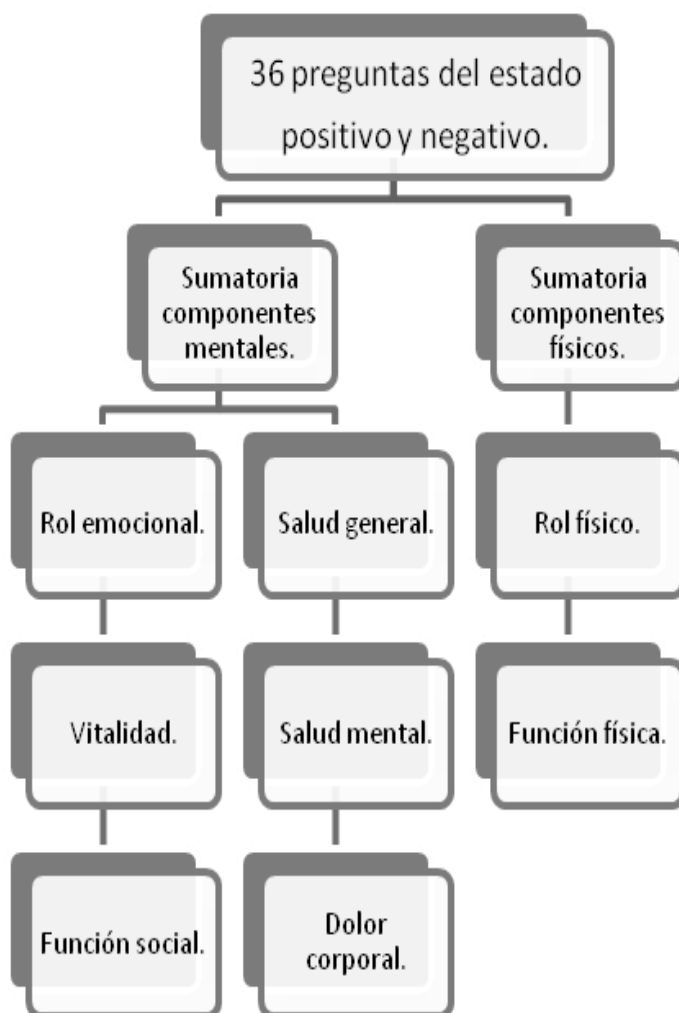 36 preguntas del estado
positivo y negativo.
Sumatoria
componentes
mentales.
Sumatoria
componentes
físicos.
Rol emocional.
Salud general.
Rol físico.
Vitalidad.
Salud mental.
Función física.
Función social.
Dolor
corporal.